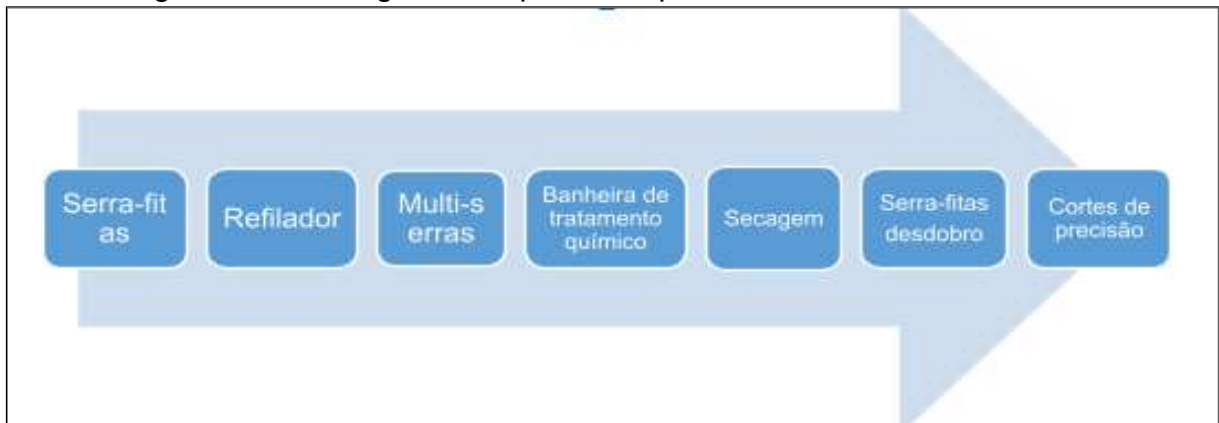 Serra-fit
as
Refilador
Multi-s
erras
Banheira de
tratamento
químico
Secagem
Serra-fitas
desdobro
Cortes de
precisão